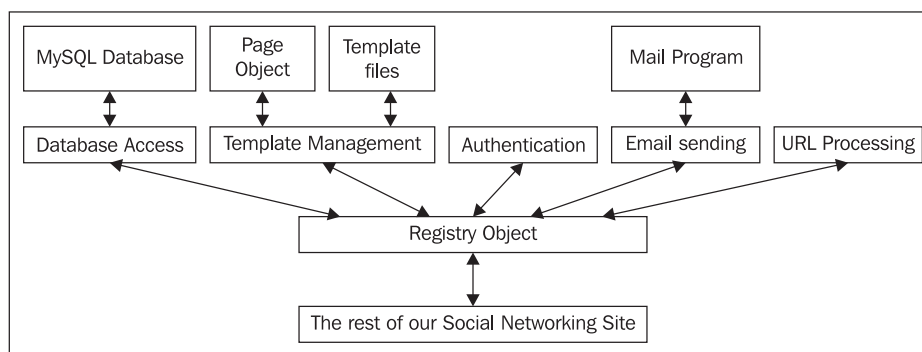 MySQL Database
Page
Object
Template
files
Mail Program
Database Access
Template Management
Authentication
Email sending
URL Processing
Registry Object
The rest of our Social Networking Site